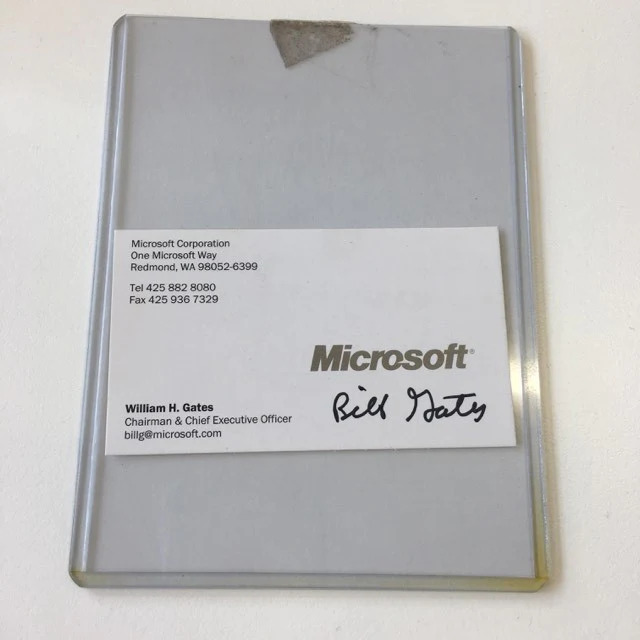 Microsoft Corporation
One Microsoft Way
Redmond, WA 98052-6399
Tel 425 882 8080
Fax 425 936 7329
Microsoft®
William H. Gates
Chairman & Chief Executive Officer
billg@microsoft.com
Bill Gates